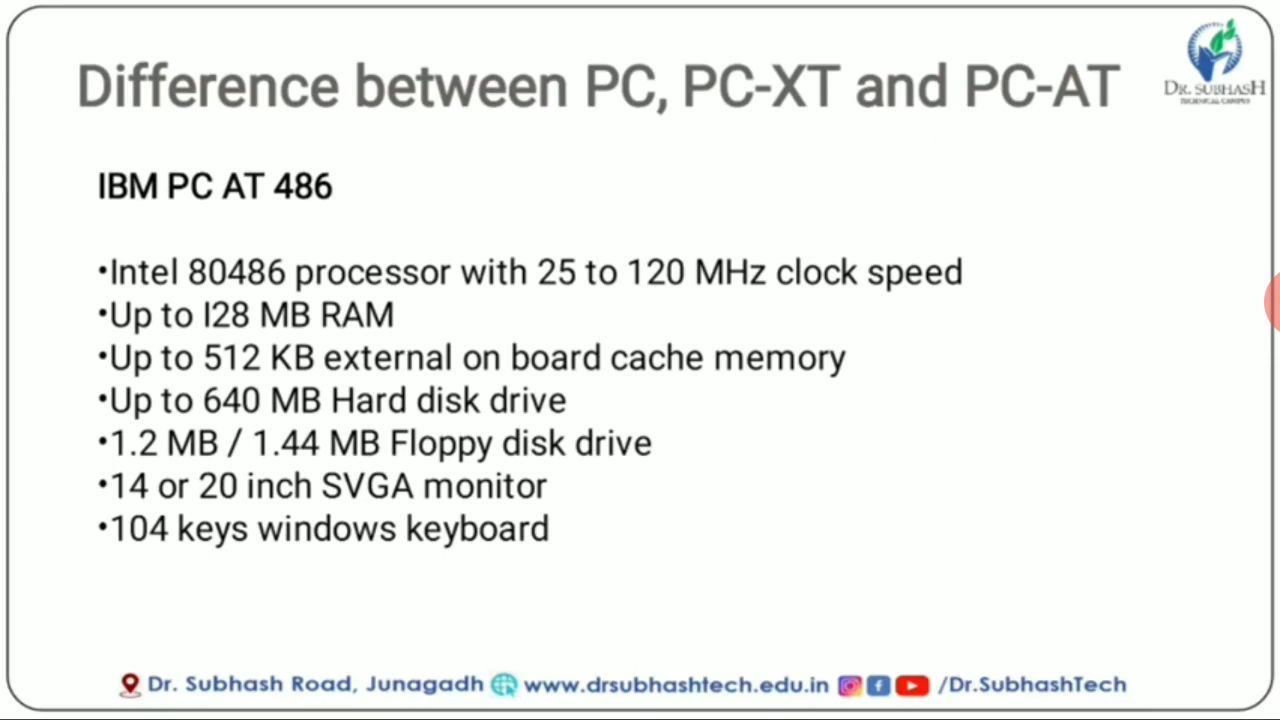 Difference between PC, PC-XT and PC-AT
DR. SUBHASH
TECHNICAL CAMPUS
IBM PC AT 486
•Intel 80486 processor with 25 to 120 MHz clock speed
•Up to I28 MB RAM
•Up to 512 KB external on board cache memory
•Up to 640 MB Hard disk drive
•1.2 MB / 1.44 MB Floppy disk drive
•14 or 20 inch SVGA monitor
•104 keys windows keyboard
Dr. Subhash Road, Junagadh www.drsubhashtech.edu.in /Dr.SubhashTech